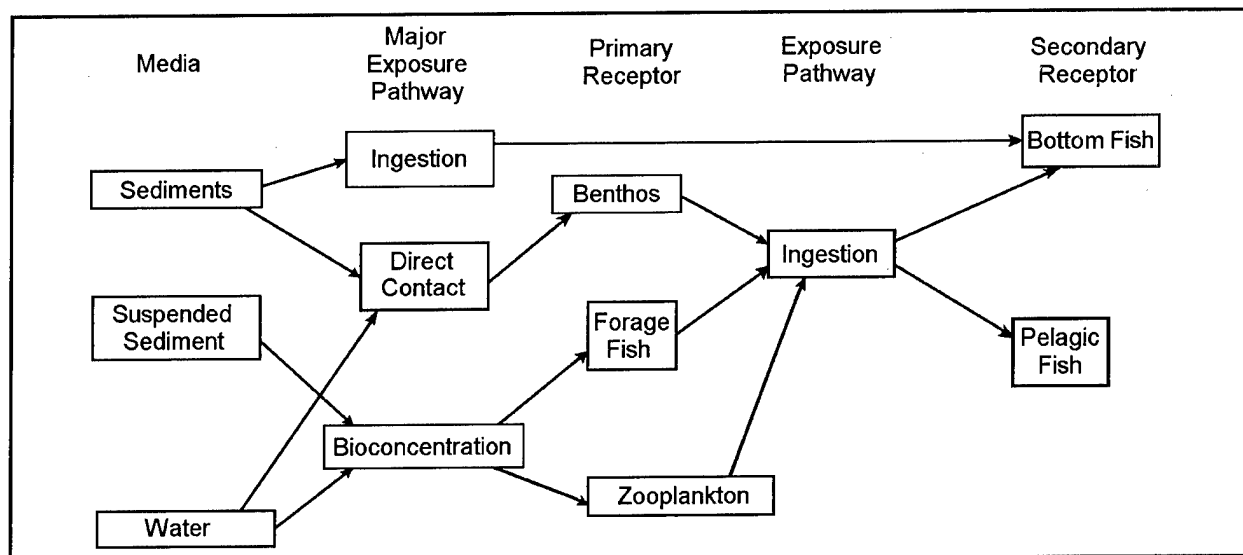 Media
Major
Exposure
Pathway
Primary
Receptor
Exposure
Pathway
Secondary
Receptor
Sediments
Suspended
Sediment
Water
Ingestion
Direct
Contact
Bioconcentration
Benthos
Forage
Fish
Zooplankton
Ingestion
Bottom Fish
Pelagic
Fish